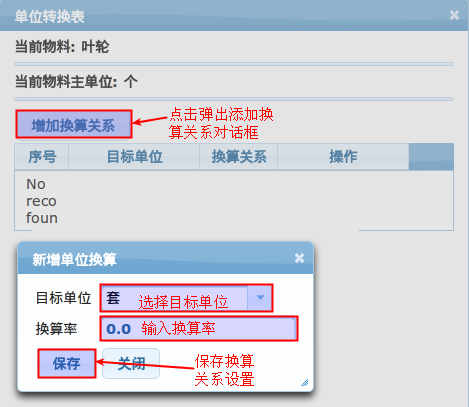 单位转换表
当前物料: 叶轮
当前物料主单位: 个
增加换算关系
点击弹出添加换
算关系对话框
序号 目标单位 换算关系 操作
No
reco
foun
新增单位换算
目标单位 套 选择目标单位
换算率 0.0 输入换算率
保存 关闭
保存换算
关系设置